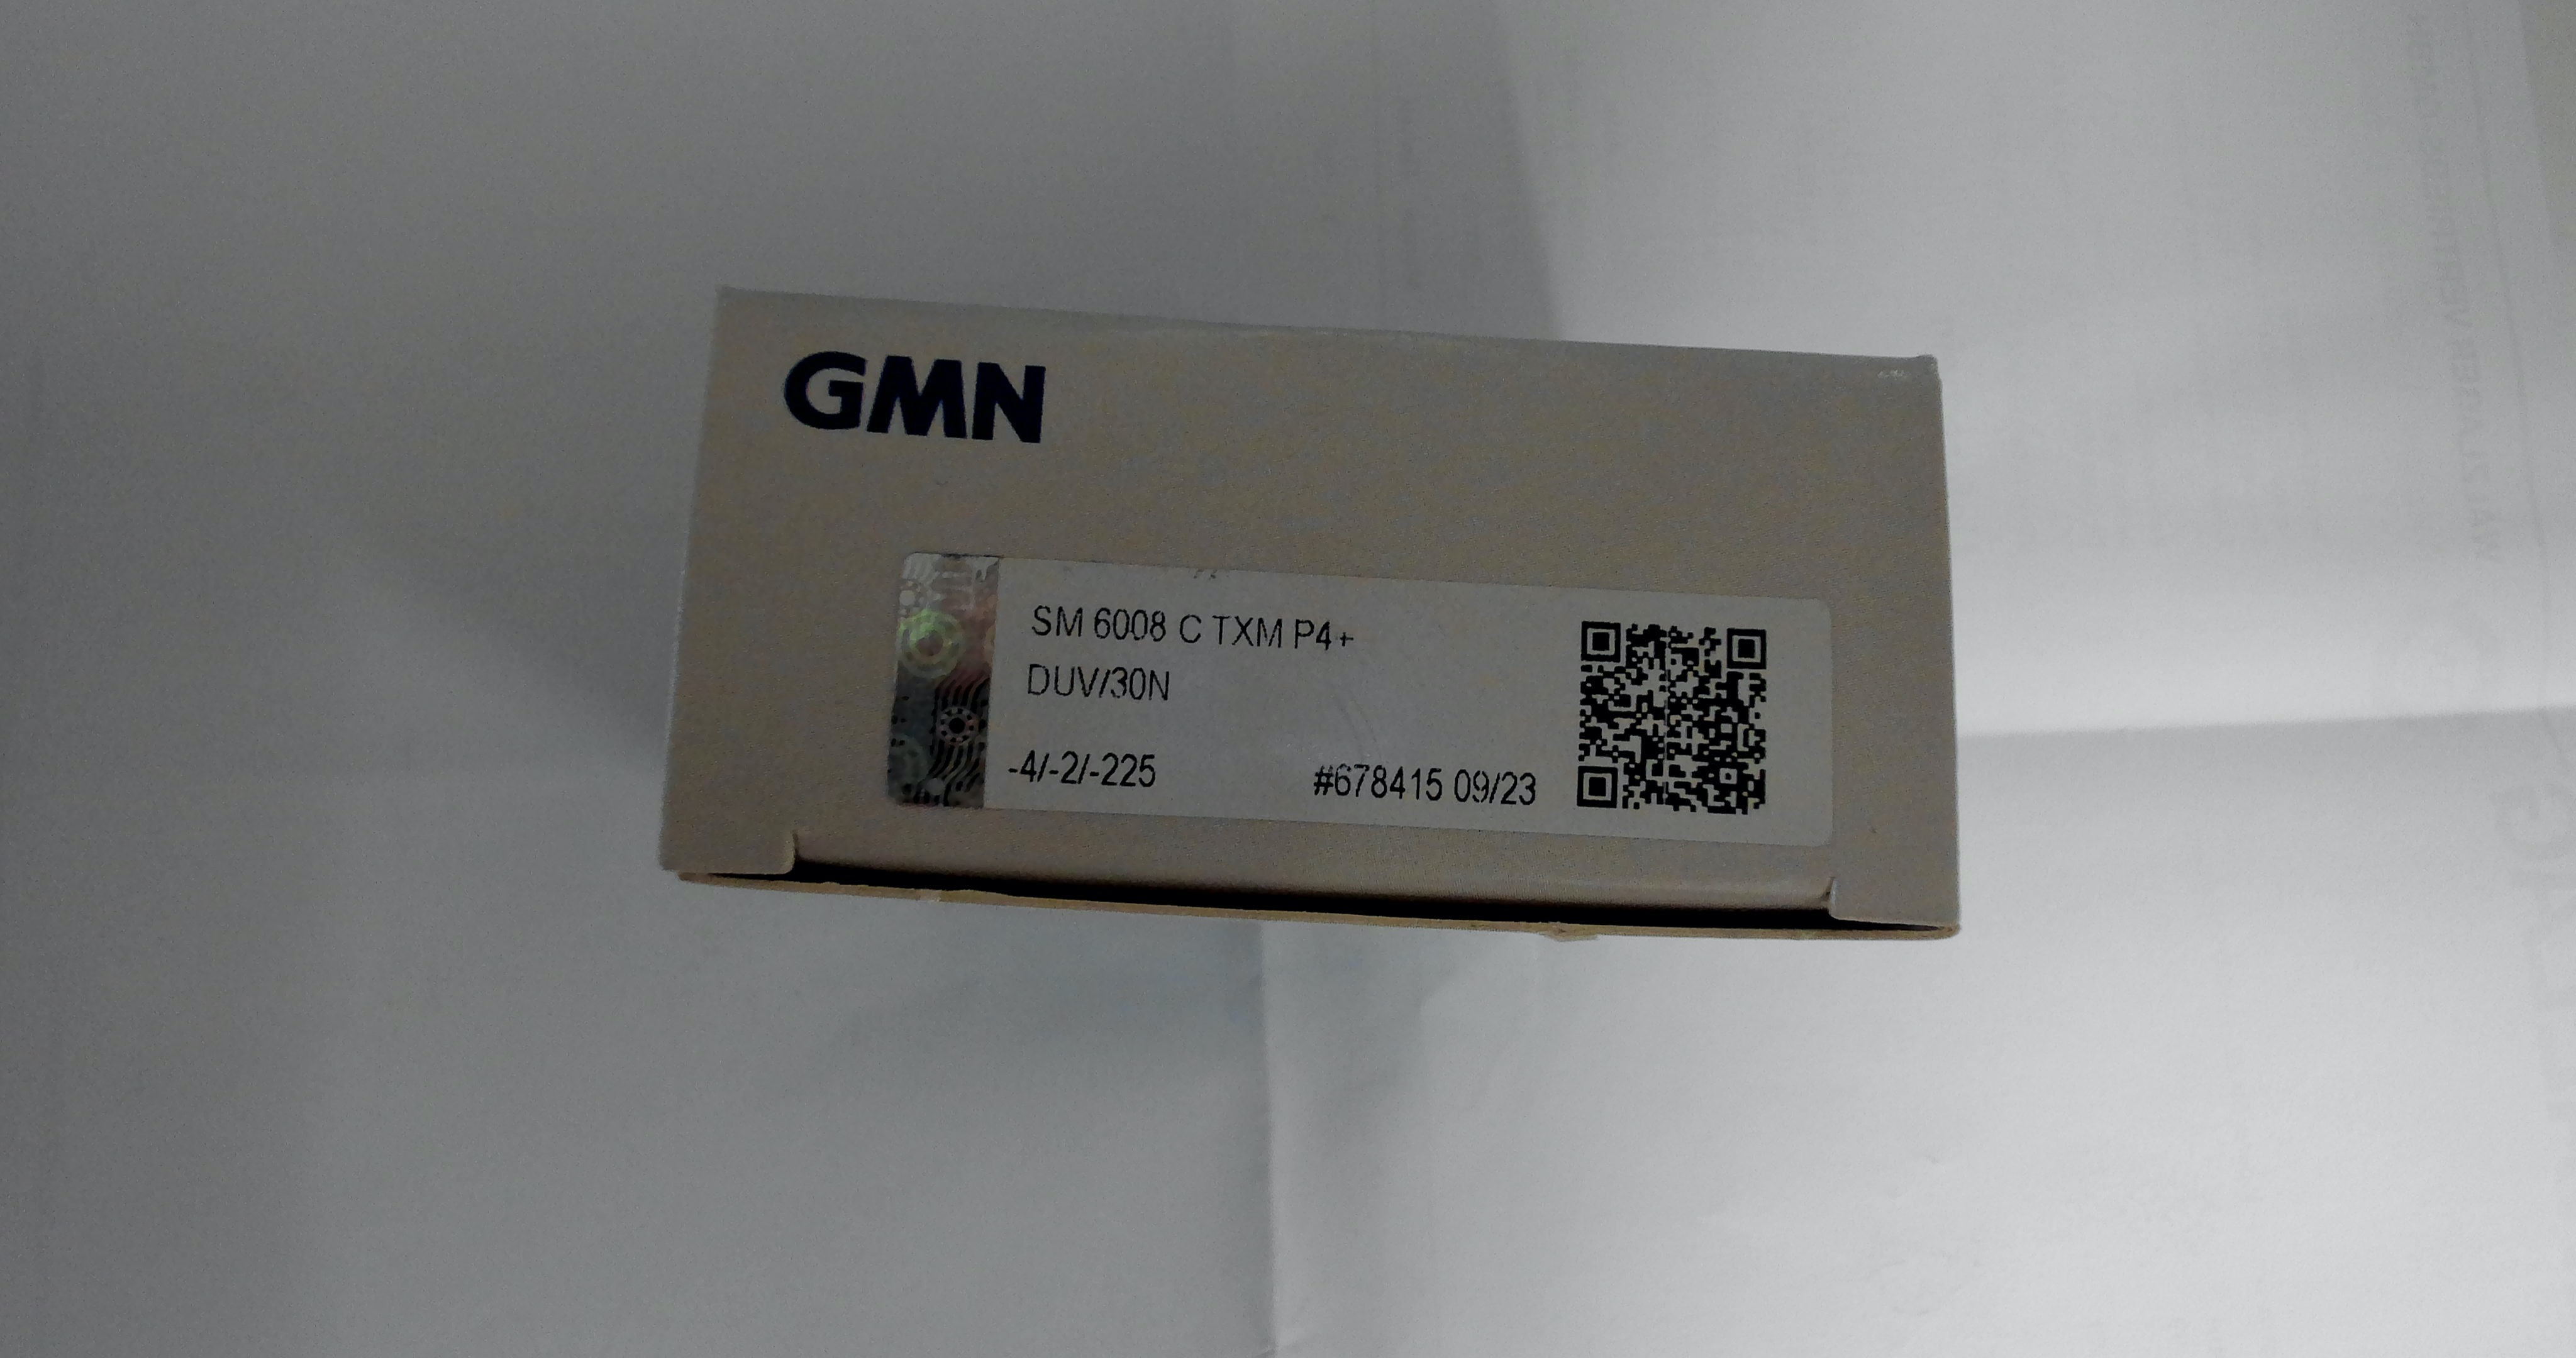 GMN
SM 6008 C TXM P4+
DUV/30N
-4/-2/-225 #678415 09/23